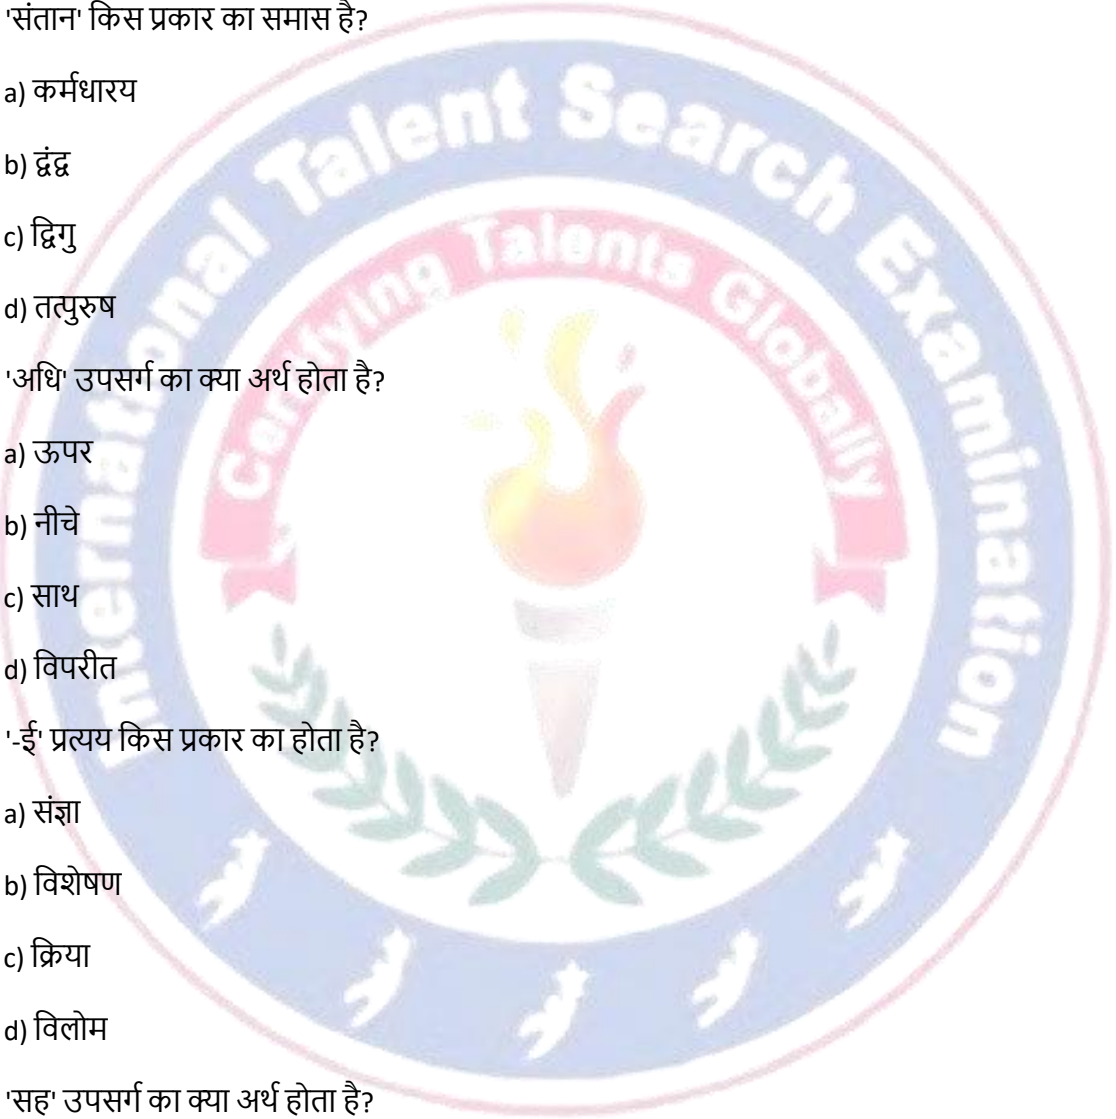 'संतान' किस प्रकार का समास है?
a) कर्मधारय
b) द्वंद्व
c) द्विगु
d) तत्पुरुष
'अधि' उपसर्ग का क्या अर्थ होता है?
a) ऊपर
b) नीचे
c) साथ
d) विपरीत
'-ई' प्रत्यय किस प्रकार का होता है?
a) संज्ञा
b) विशेषण
c) क्रिया
d) विलोम
'सह' उपसर्ग का क्या अर्थ होता है?
International Talent Search Examination
Certifying Talents Globally